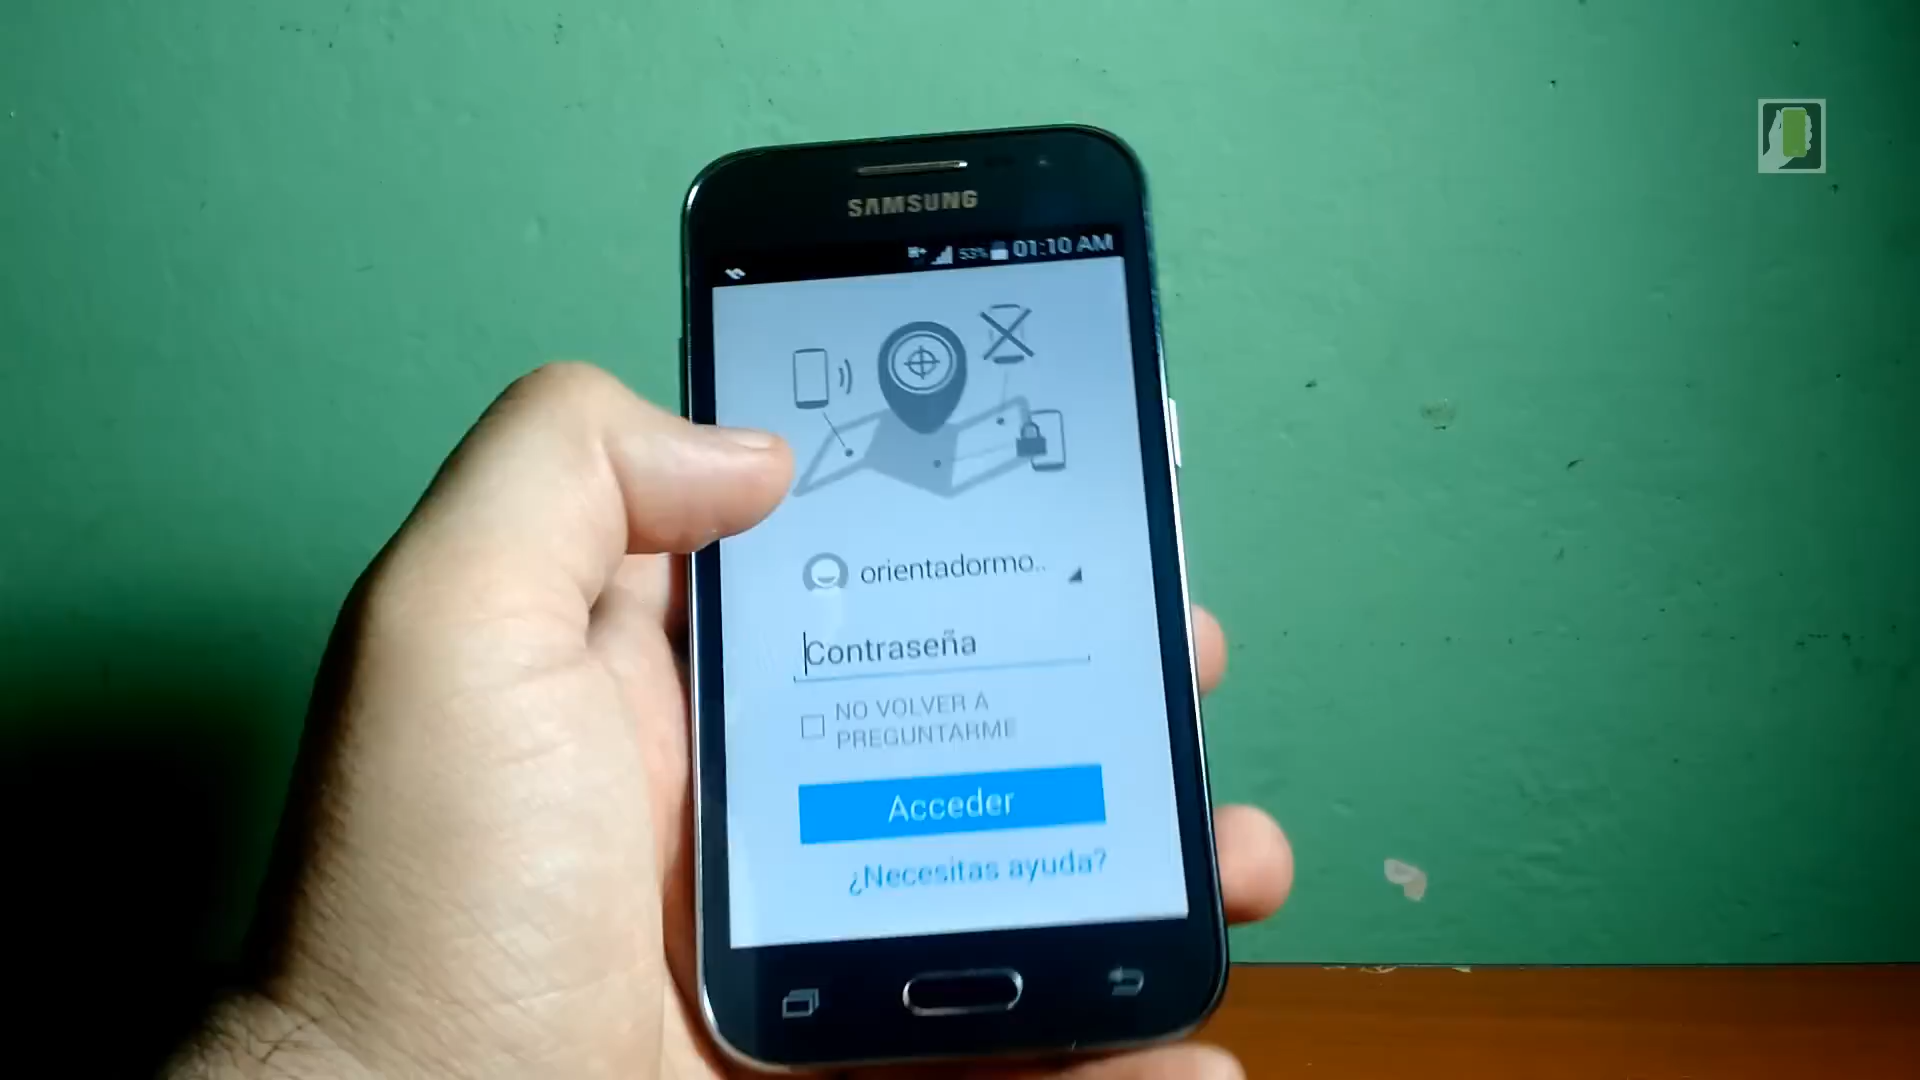 SAMSUNG
H+ 53% 01:10 AM
orientadormo..
Contraseña
NO VOLVER A
PREGUNTARME
Acceder
¿Necesitas ayuda?